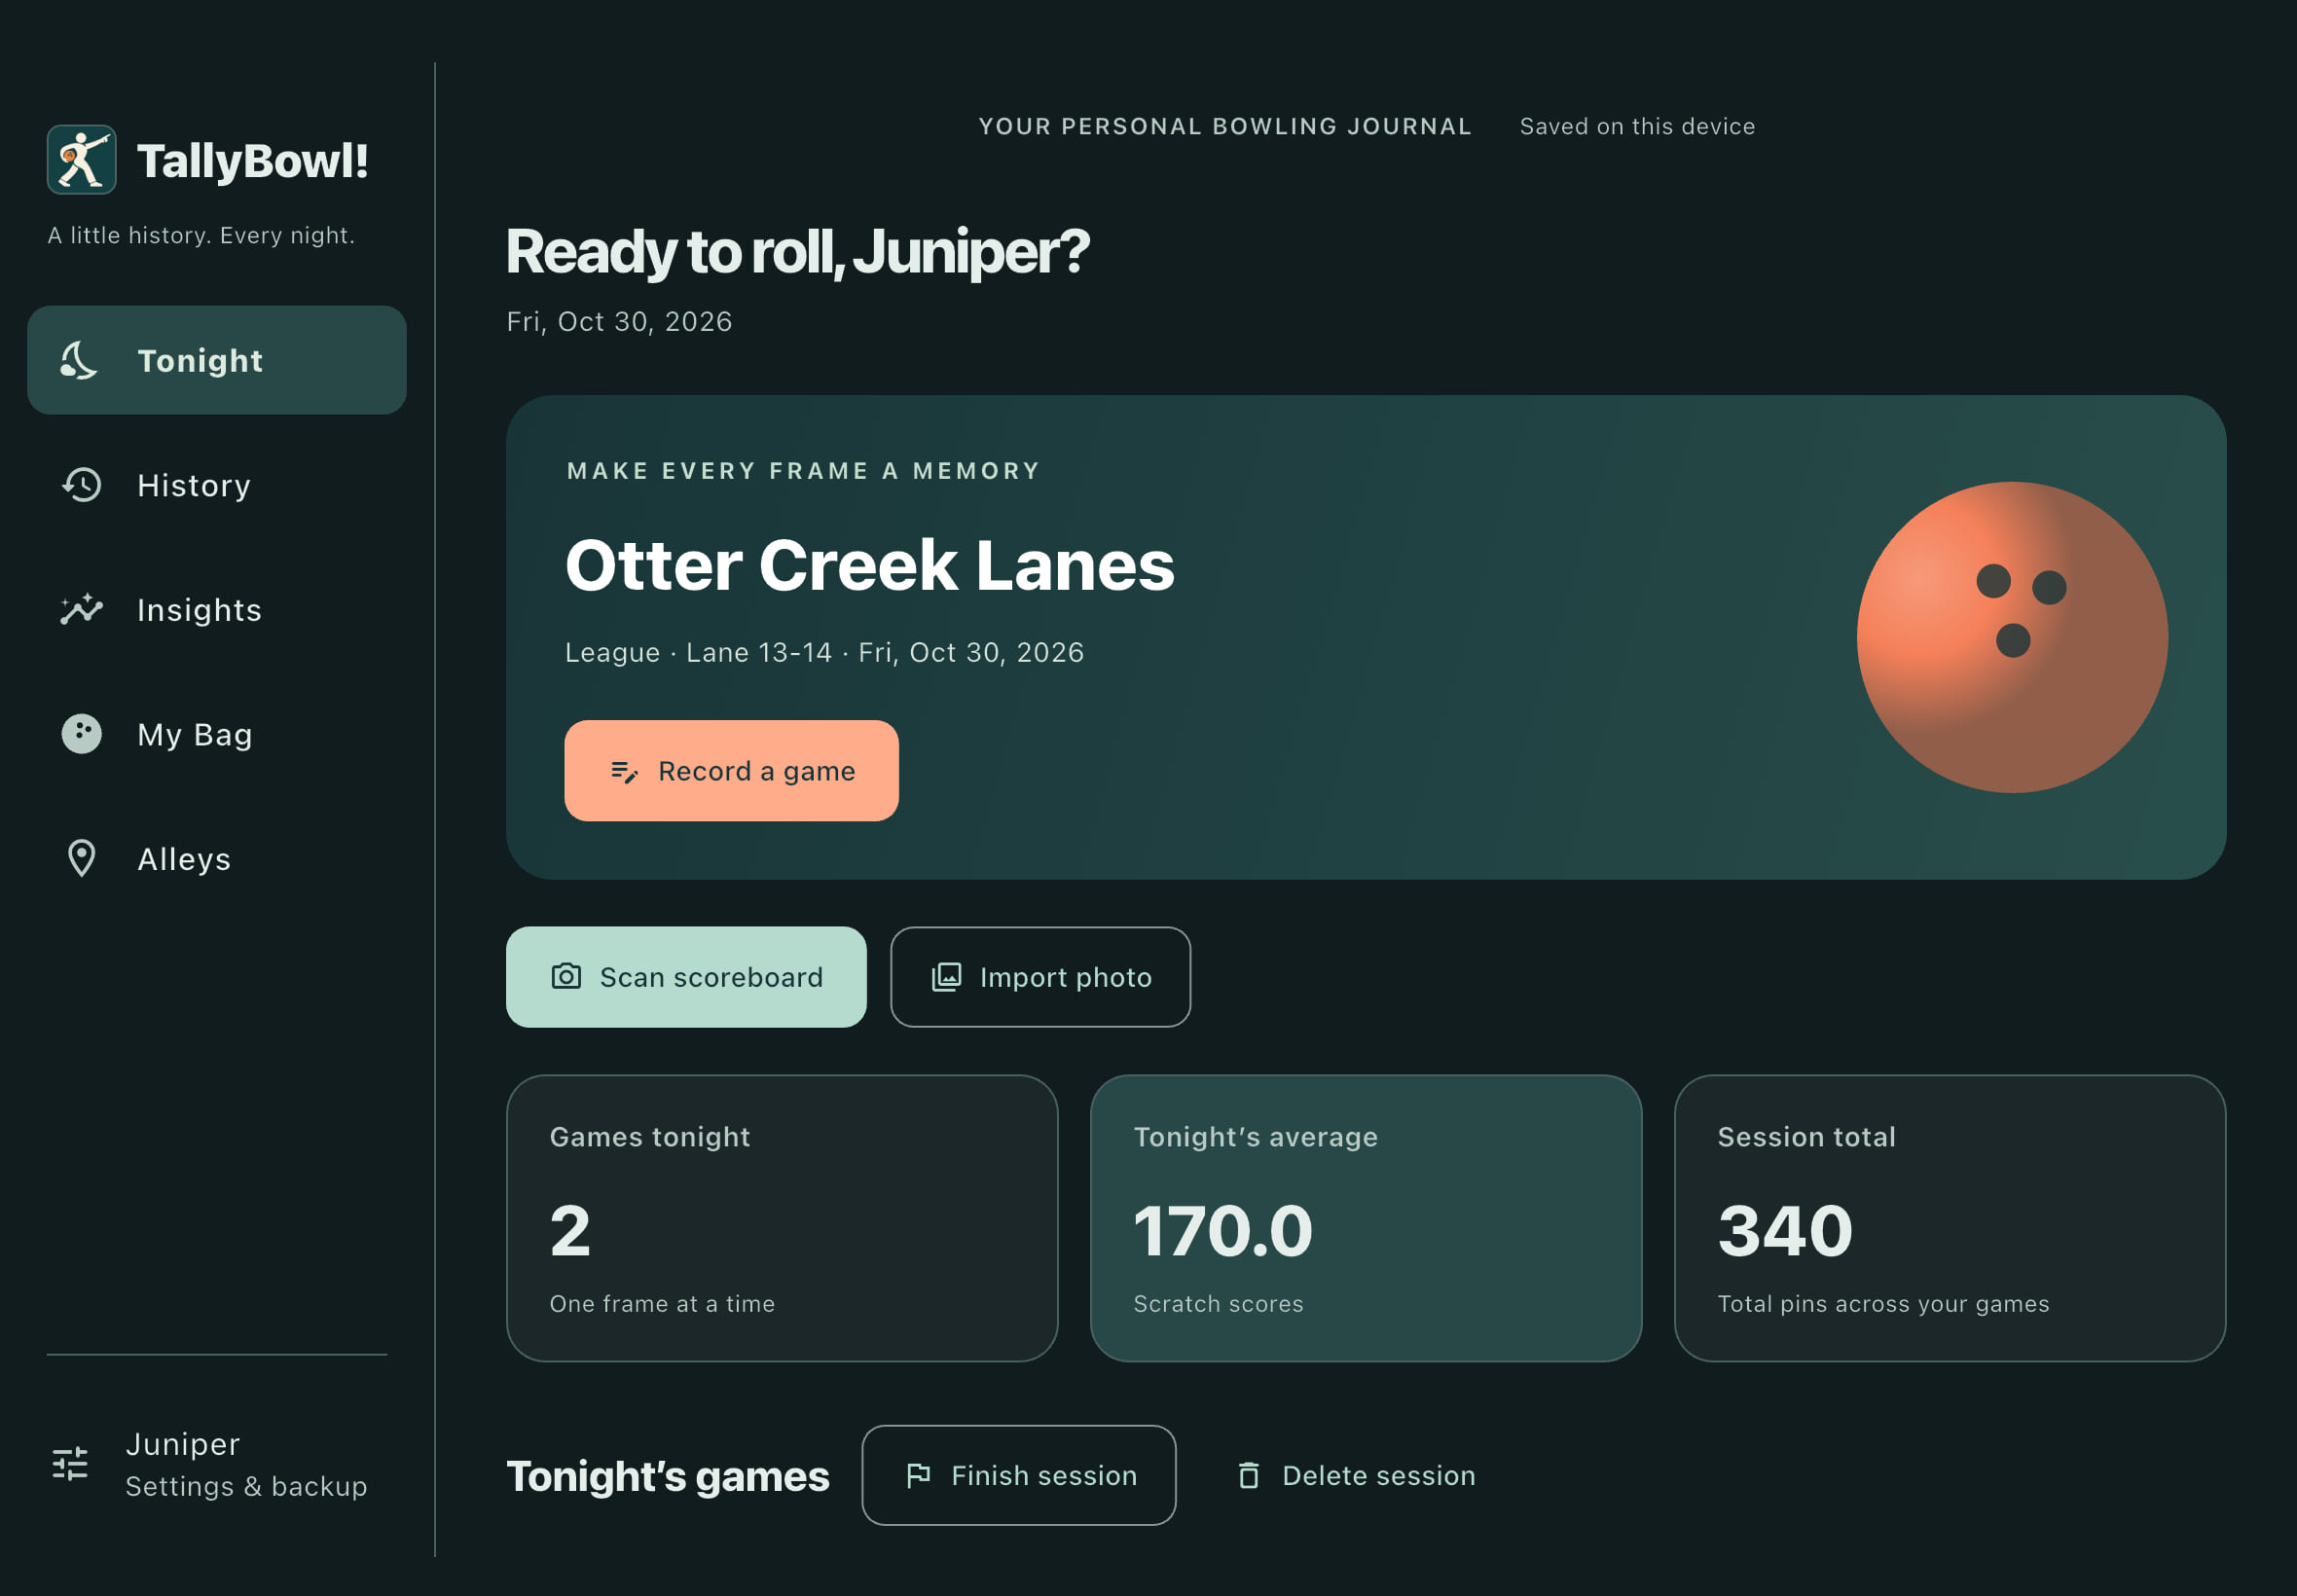 TallyBowl!
A little history. Every night.
Tonight
History
Insights
My Bag
Alleys
Juniper
Settings & backup
YOUR PERSONAL BOWLING JOURNAL
Saved on this device
Ready to roll, Juniper?
Fri, Oct 30, 2026
MAKE EVERY FRAME A MEMORY
Otter Creek Lanes
League · Lane 13-14 · Fri, Oct 30, 2026
Record a game
Scan scoreboard
Import photo
Games tonight
2
One frame at a time
Tonight’s average
170.0
Scratch scores
Session total
340
Total pins across your games
Tonight’s games
Finish session
Delete session